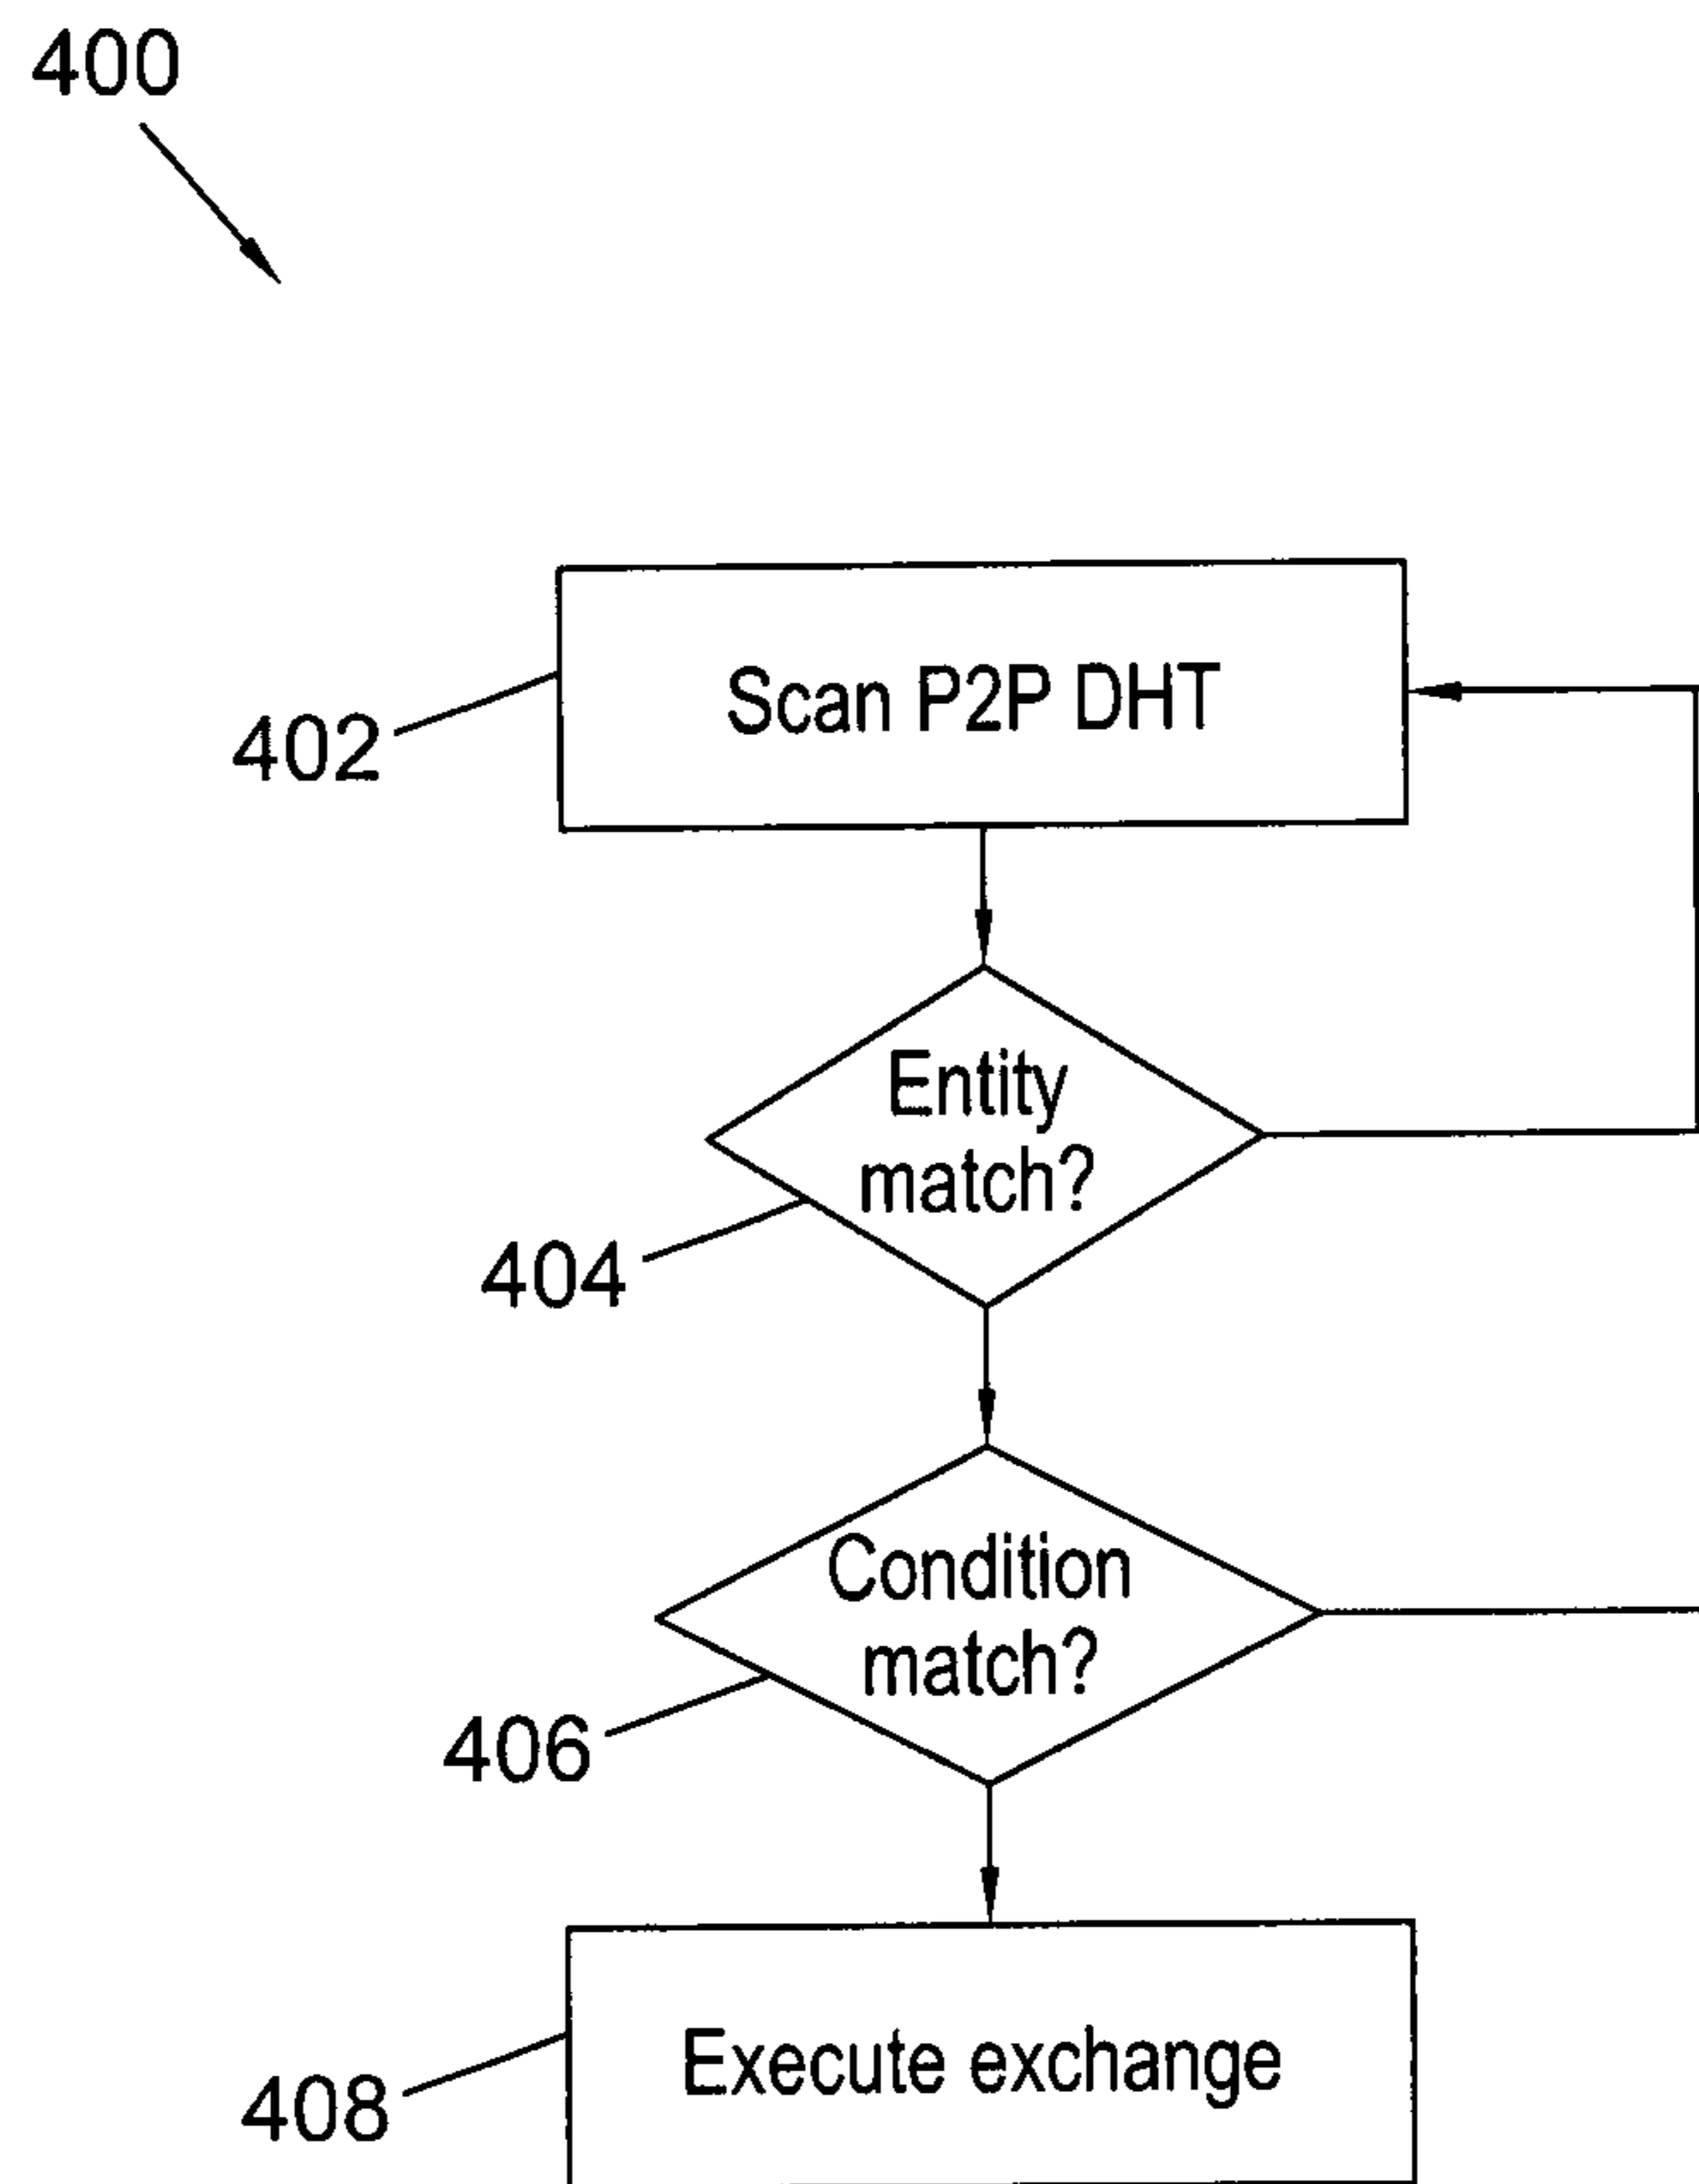 400
Scan P2P DHT
402
Entity
match?
404
Condition
match?
406
Execute exchange
408